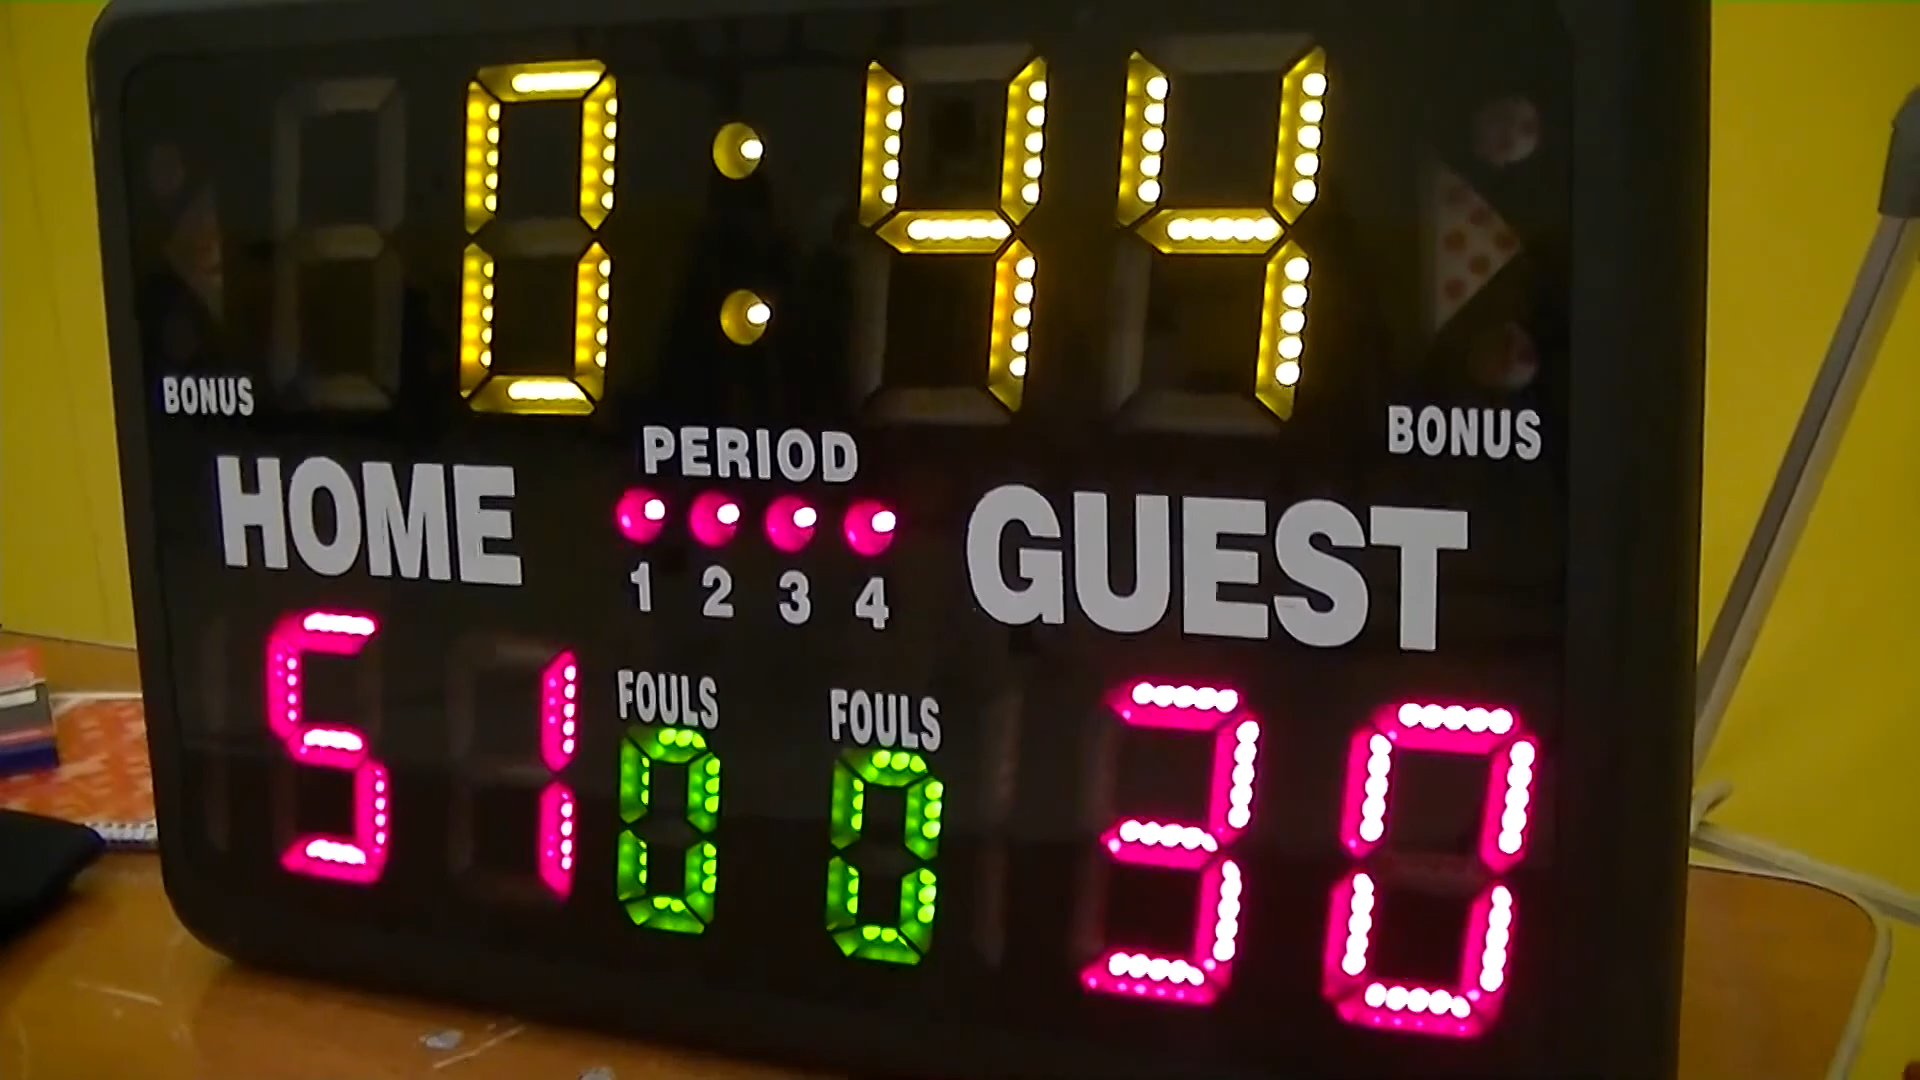 0:44
BONUS BONUS
PERIOD
HOME GUEST
1 2 3 4
FOULS FOULS
51 0 0 30